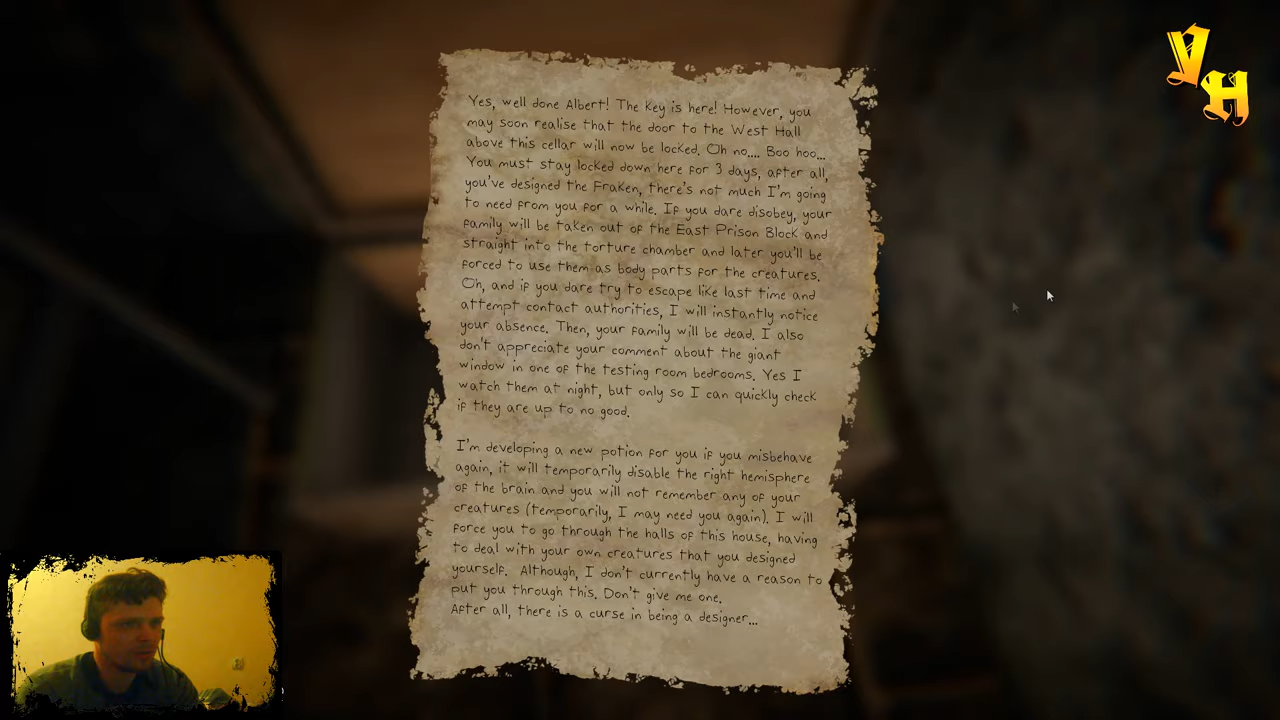 Yes, well done Albert! The key is here! However, you
may soon realise that the door to the West Hall
above this cellar will now be locked. Oh no.... Boo hoo...
You must stay locked down here for 3 days, after all,
you've designed the Fraken, there's not much I'm going
to need from you for a while. If you dare disobey, your
family will be taken out of the East Prison Block and
straight into the torture chamber and later you'll be
forced to use them as body parts for the creatures.
Oh, and if you dare try to escape like last time and
attempt contact authorities, I will instantly notice
your absence. Then, your family will be dead. I also
don't appreciate your comment about the giant
window in one of the testing room bedrooms. Yes I
watch them at night, but only so I can quickly check
if they are up to no good.
I'm developing a new potion for you if you misbehave
again, it will temporarily disable the right hemisphere
of the brain and you will not remember any of your
creatures (temporarily, I may need you again). I will
force you to go through the halls of this house, having
to deal with your own creatures that you designed
yourself. Although, I don't currently have a reason to
put you through this. Don't give me one.
After all, there is a curse in being a designer...
VH